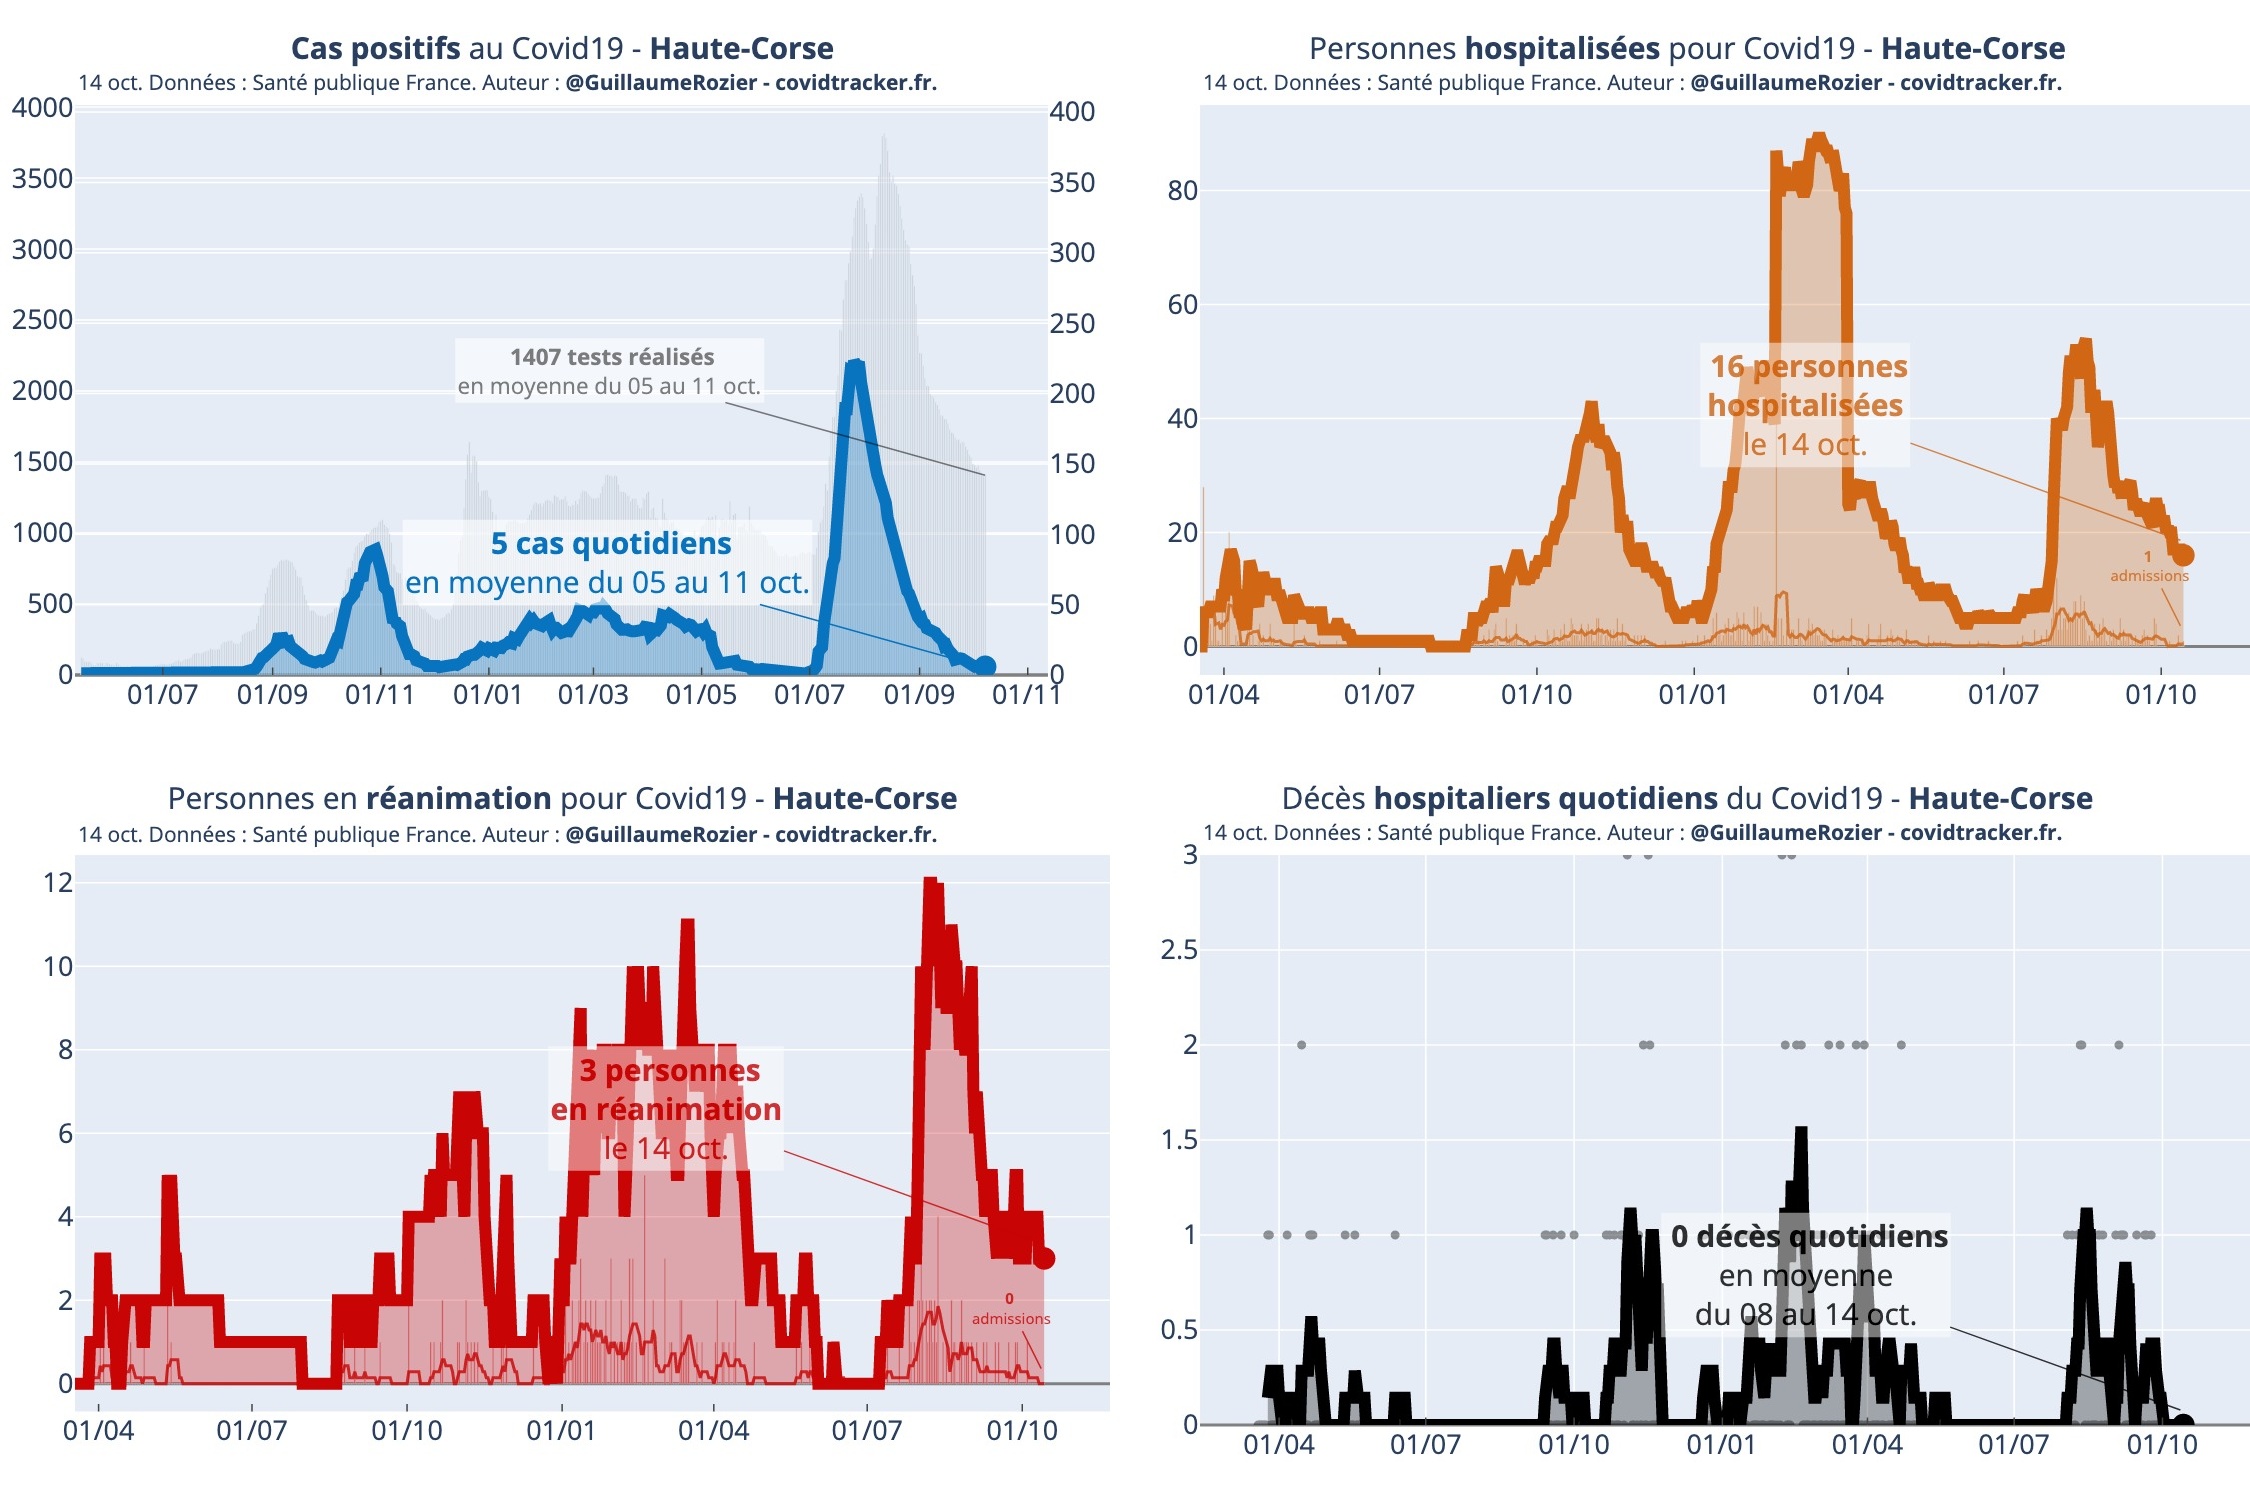 Cas positifs au Covid19 - Haute-Corse
14 oct. Données : Santé publique France. Auteur : @GuillaumeRozier - covidtracker.fr.
4000
3500
3000
2500
2000
1500
1000
500
0
400
350
300
250
200
150
100
50
0
1407 tests réalisés
en moyenne du 05 au 11 oct.
5 cas quotidiens
en moyenne du 05 au 11 oct.
01/07 01/09 01/11 01/01 01/03 01/05 01/07 01/09 01/11
Personnes hospitalisées pour Covid19 - Haute-Corse
14 oct. Données : Santé publique France. Auteur : @GuillaumeRozier - covidtracker.fr.
80
60
40
20
0
16 personnes
hospitalisées
le 14 oct.
1
admissions
01/04 01/07 01/10 01/01 01/04 01/07 01/10
Personnes en réanimation pour Covid19 - Haute-Corse
14 oct. Données : Santé publique France. Auteur : @GuillaumeRozier - covidtracker.fr.
12
10
8
6
4
2
0
3 personnes
en réanimation
le 14 oct.
0
admissions
01/04 01/07 01/10 01/01 01/04 01/07 01/10
Décès hospitaliers quotidiens du Covid19 - Haute-Corse
14 oct. Données : Santé publique France. Auteur : @GuillaumeRozier - covidtracker.fr.
3
2.5
2
1.5
1
0.5
0
0 décès quotidiens
en moyenne
du 08 au 14 oct.
01/04 01/07 01/10 01/01 01/04 01/07 01/10